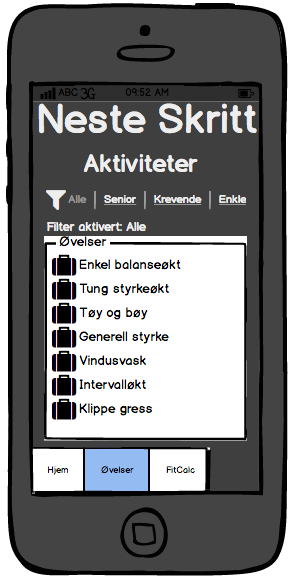 ABC 3G 09:52 AM
Neste Skritt
Aktiviteter
Alle Senior Krevende Enkle
Filter aktivert: Alle
Øvelser
Enkel balanseøkt
Tung styrkeøkt
Tøy og bøy
Generell styrke
Vindusvask
Intervalløkt
Klippe gress
Hjem Øvelser FitCalc